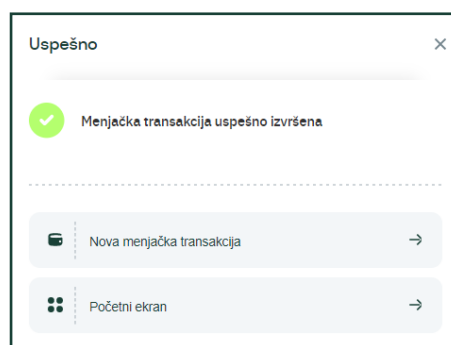 Uspešno
Menjačka transakcija uspešno izvršena
Nova menjačka transakcija
Početni ekran